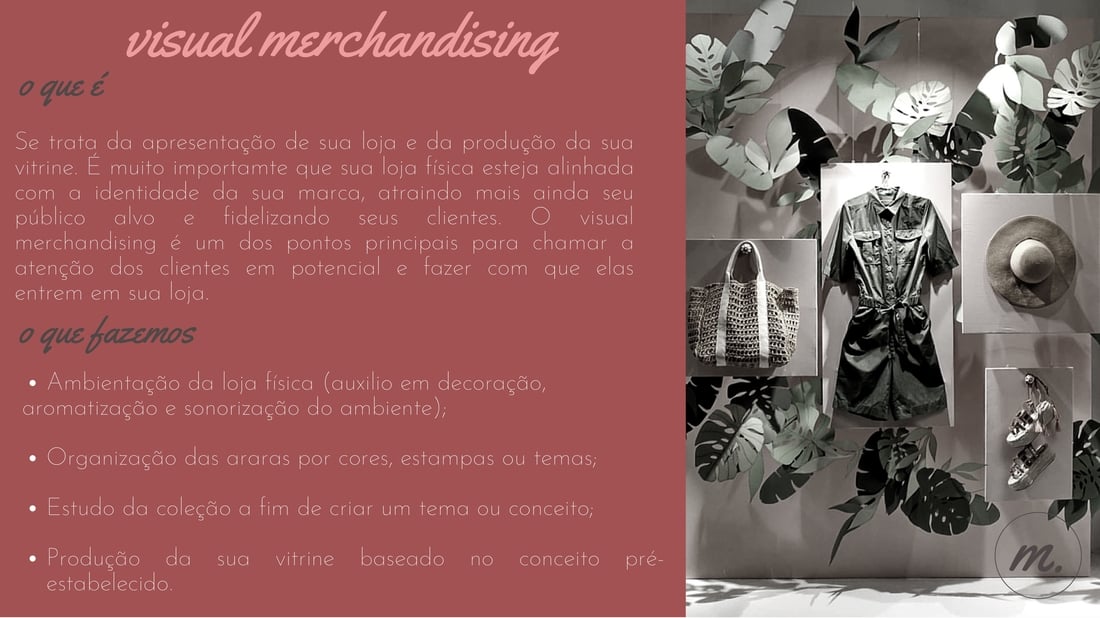 visual merchandising
o que é
Se trata da apresentação de sua loja e da produção da sua
vitrine. É muito importamte que sua loja física esteja alinhada
com a identidade da sua marca, atraindo mais ainda seu
público alvo e fidelizando seus clientes. O visual
merchandising é um dos pontos principais para chamar a
atenção dos clientes em potencial e fazer com que elas
entrem em sua loja.
o que fazemos
• Ambientação da loja física (auxilio em decoração,
aromatização e sonorização do ambiente);
• Organização das araras por cores, estampas ou temas;
• Estudo da coleção a fim de criar um tema ou conceito;
• Produção da sua vitrine baseado no conceito pré-
estabelecido.
m.